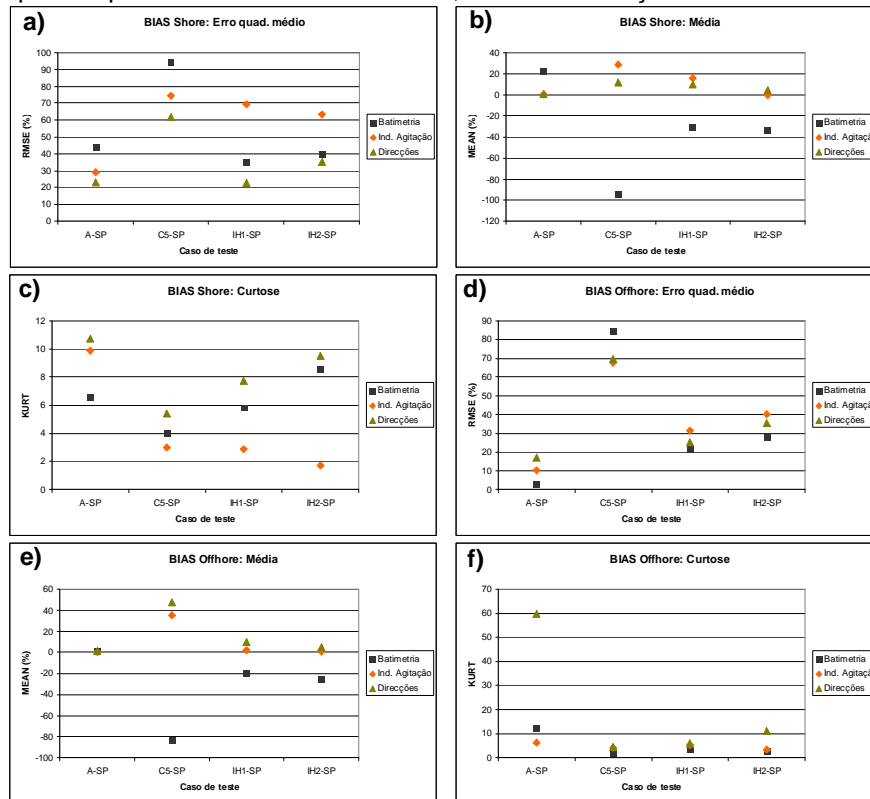 a)
BIAS Shore: Erro quad. médio
100
90
80
70
60
50
40
30
20
10
0
RMSE (%)
A-SP C5-SP IH1-SP IH2-SP
Caso de teste
Batimetria
Ind. Agitação
Direcções
b)
BIAS Shore: Média
40
20
0
-20
-40
-60
-80
-100
-120
MEAN (%)
A-SP C5-SP IH1-SP IH2-SP
Caso de teste
Batimetria
Ind. Agitação
Direcções
c)
BIAS Shore: Curtose
12
10
8
6
4
2
0
KURT
A-SP C5-SP IH1-SP IH2-SP
Caso de teste
Batimetria
Ind. Agitação
Direcções
d)
BIAS Offhore: Erro quad. médio
90
80
70
60
50
40
30
20
10
0
RMSE (%)
A-SP C5-SP IH1-SP IH2-SP
Caso de teste
Batimetria
Ind. Agitação
Direcções
e)
BIAS Offhore: Média
60
40
20
0
-20
-40
-60
-80
-100
MEAN (%)
A-SP C5-SP IH1-SP IH2-SP
Caso de teste
Batimetria
Ind. Agitação
Direcções
f)
BIAS Offhore: Curtose
70
60
50
40
30
20
10
0
KURT
A-SP C5-SP IH1-SP IH2-SP
Caso de teste
Batimetria
Ind. Agitação
Direcções